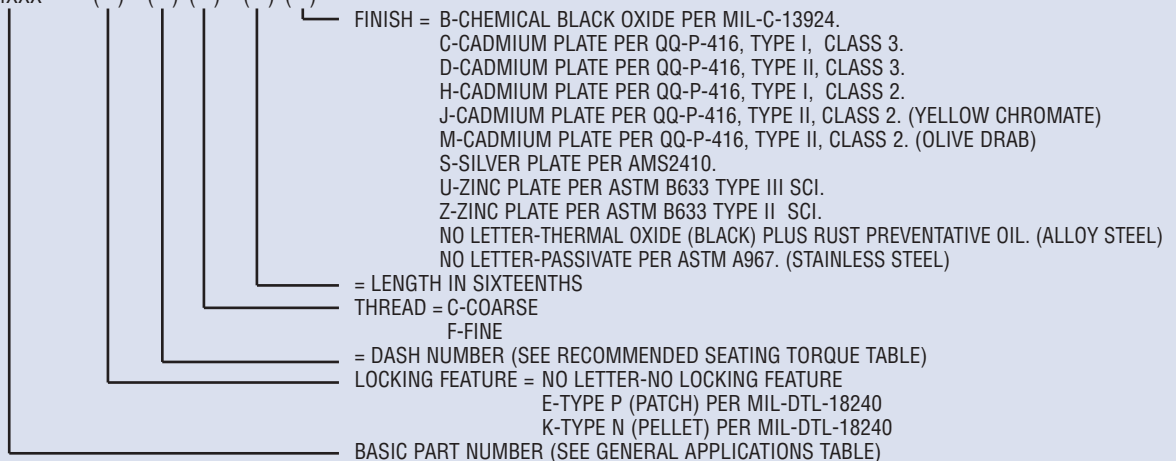 FINISH = B-CHEMICAL BLACK OXIDE PER MIL-C-13924.
C-CADMIUM PLATE PER QQ-P-416, TYPE I, CLASS 3.
D-CADMIUM PLATE PER QQ-P-416, TYPE II, CLASS 3.
H-CADMIUM PLATE PER QQ-P-416, TYPE I, CLASS 2.
J-CADMIUM PLATE PER QQ-P-416, TYPE II, CLASS 2. (YELLOW CHROMATE)
M-CADMIUM PLATE PER QQ-P-416, TYPE II, CLASS 2. (OLIVE DRAB)
S-SILVER PLATE PER AMS2410.
U-ZINC PLATE PER ASTM B633 TYPE III SCI.
Z-ZINC PLATE PER ASTM B633 TYPE II SCI.
NO LETTER-THERMAL OXIDE (BLACK) PLUS RUST PREVENTATIVE OIL. (ALLOY STEEL)
NO LETTER-PASSIVATE PER ASTM A967. (STAINLESS STEEL)
= LENGTH IN SIXTEENTHS
THREAD = C-COARSE
F-FINE
= DASH NUMBER (SEE RECOMMENDED SEATING TORQUE TABLE)
LOCKING FEATURE = NO LETTER-NO LOCKING FEATURE
E-TYPE P (PATCH) PER MIL-DTL-18240
K-TYPE N (PELLET) PER MIL-DTL-18240
BASIC PART NUMBER (SEE GENERAL APPLICATIONS TABLE)